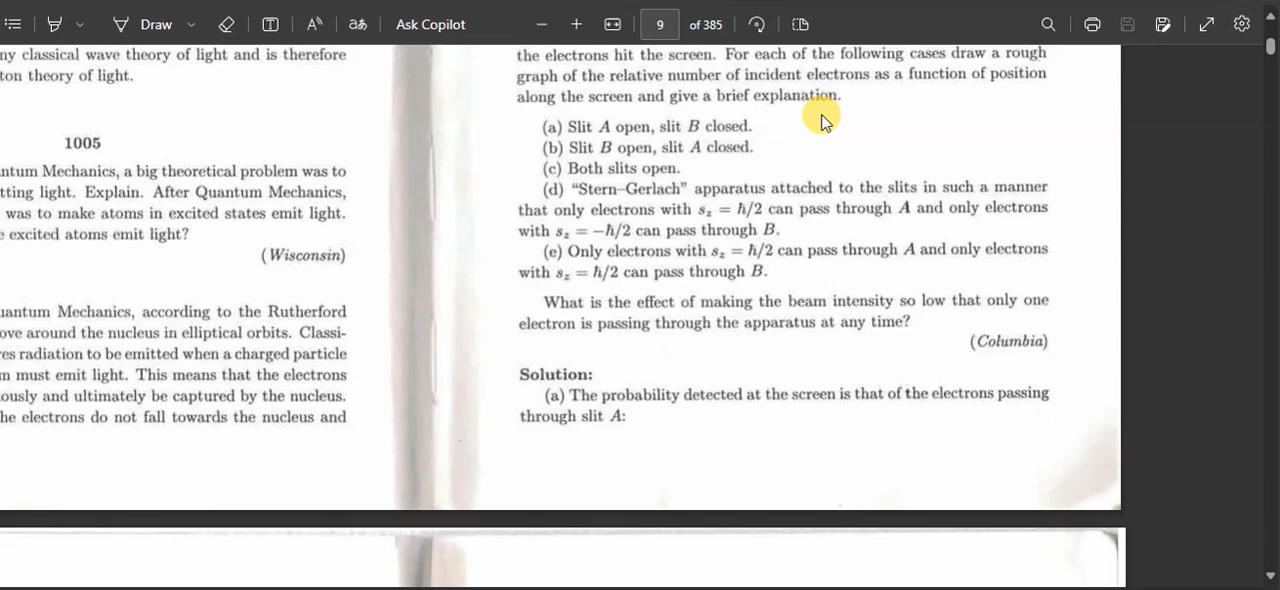 Draw
Ask Copilot
9 of 385
ny classical wave theory of light and is therefore
ton theory of light.
1005
ntum Mechanics, a big theoretical problem was to
tting light. Explain. After Quantum Mechanics,
was to make atoms in excited states emit light.
e excited atoms emit light?
(Wisconsin)
uantum Mechanics, according to the Rutherford
ove around the nucleus in elliptical orbits. Classi-
res radiation to be emitted when a charged particle
m must emit light. This means that the electrons
ously and ultimately be captured by the nucleus.
he electrons do not fall towards the nucleus and
the electrons hit the screen. For each of the following cases draw a rough
graph of the relative number of incident electrons as a function of position
along the screen and give a brief explanation.
(a) Slit A open, slit B closed.
(b) Slit B open, slit A closed.
(c) Both slits open.
(d) “Stern–Gerlach” apparatus attached to the slits in such a manner
that only electrons with s_z = ħ/2 can pass through A and only electrons
with s_z = −ħ/2 can pass through B.
(e) Only electrons with s_z = ħ/2 can pass through A and only electrons
with s_z = ħ/2 can pass through B.
What is the effect of making the beam intensity so low that only one
electron is passing through the apparatus at any time?
(Columbia)
Solution:
(a) The probability detected at the screen is that of the electrons passing
through slit A: